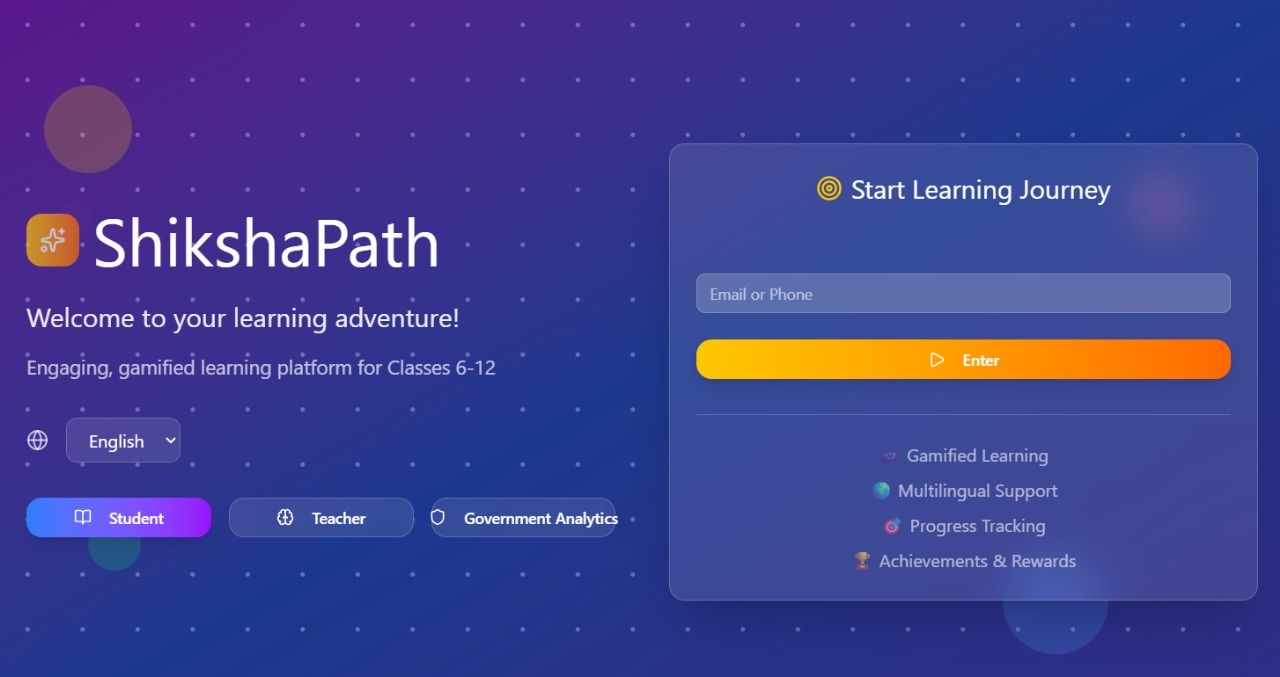 ShikshaPath
Welcome to your learning adventure!
Engaging, gamified learning platform for Classes 6-12
English
Student
Teacher
Government Analytics
Start Learning Journey
Email or Phone
Enter
Gamified Learning
Multilingual Support
Progress Tracking
Achievements & Rewards